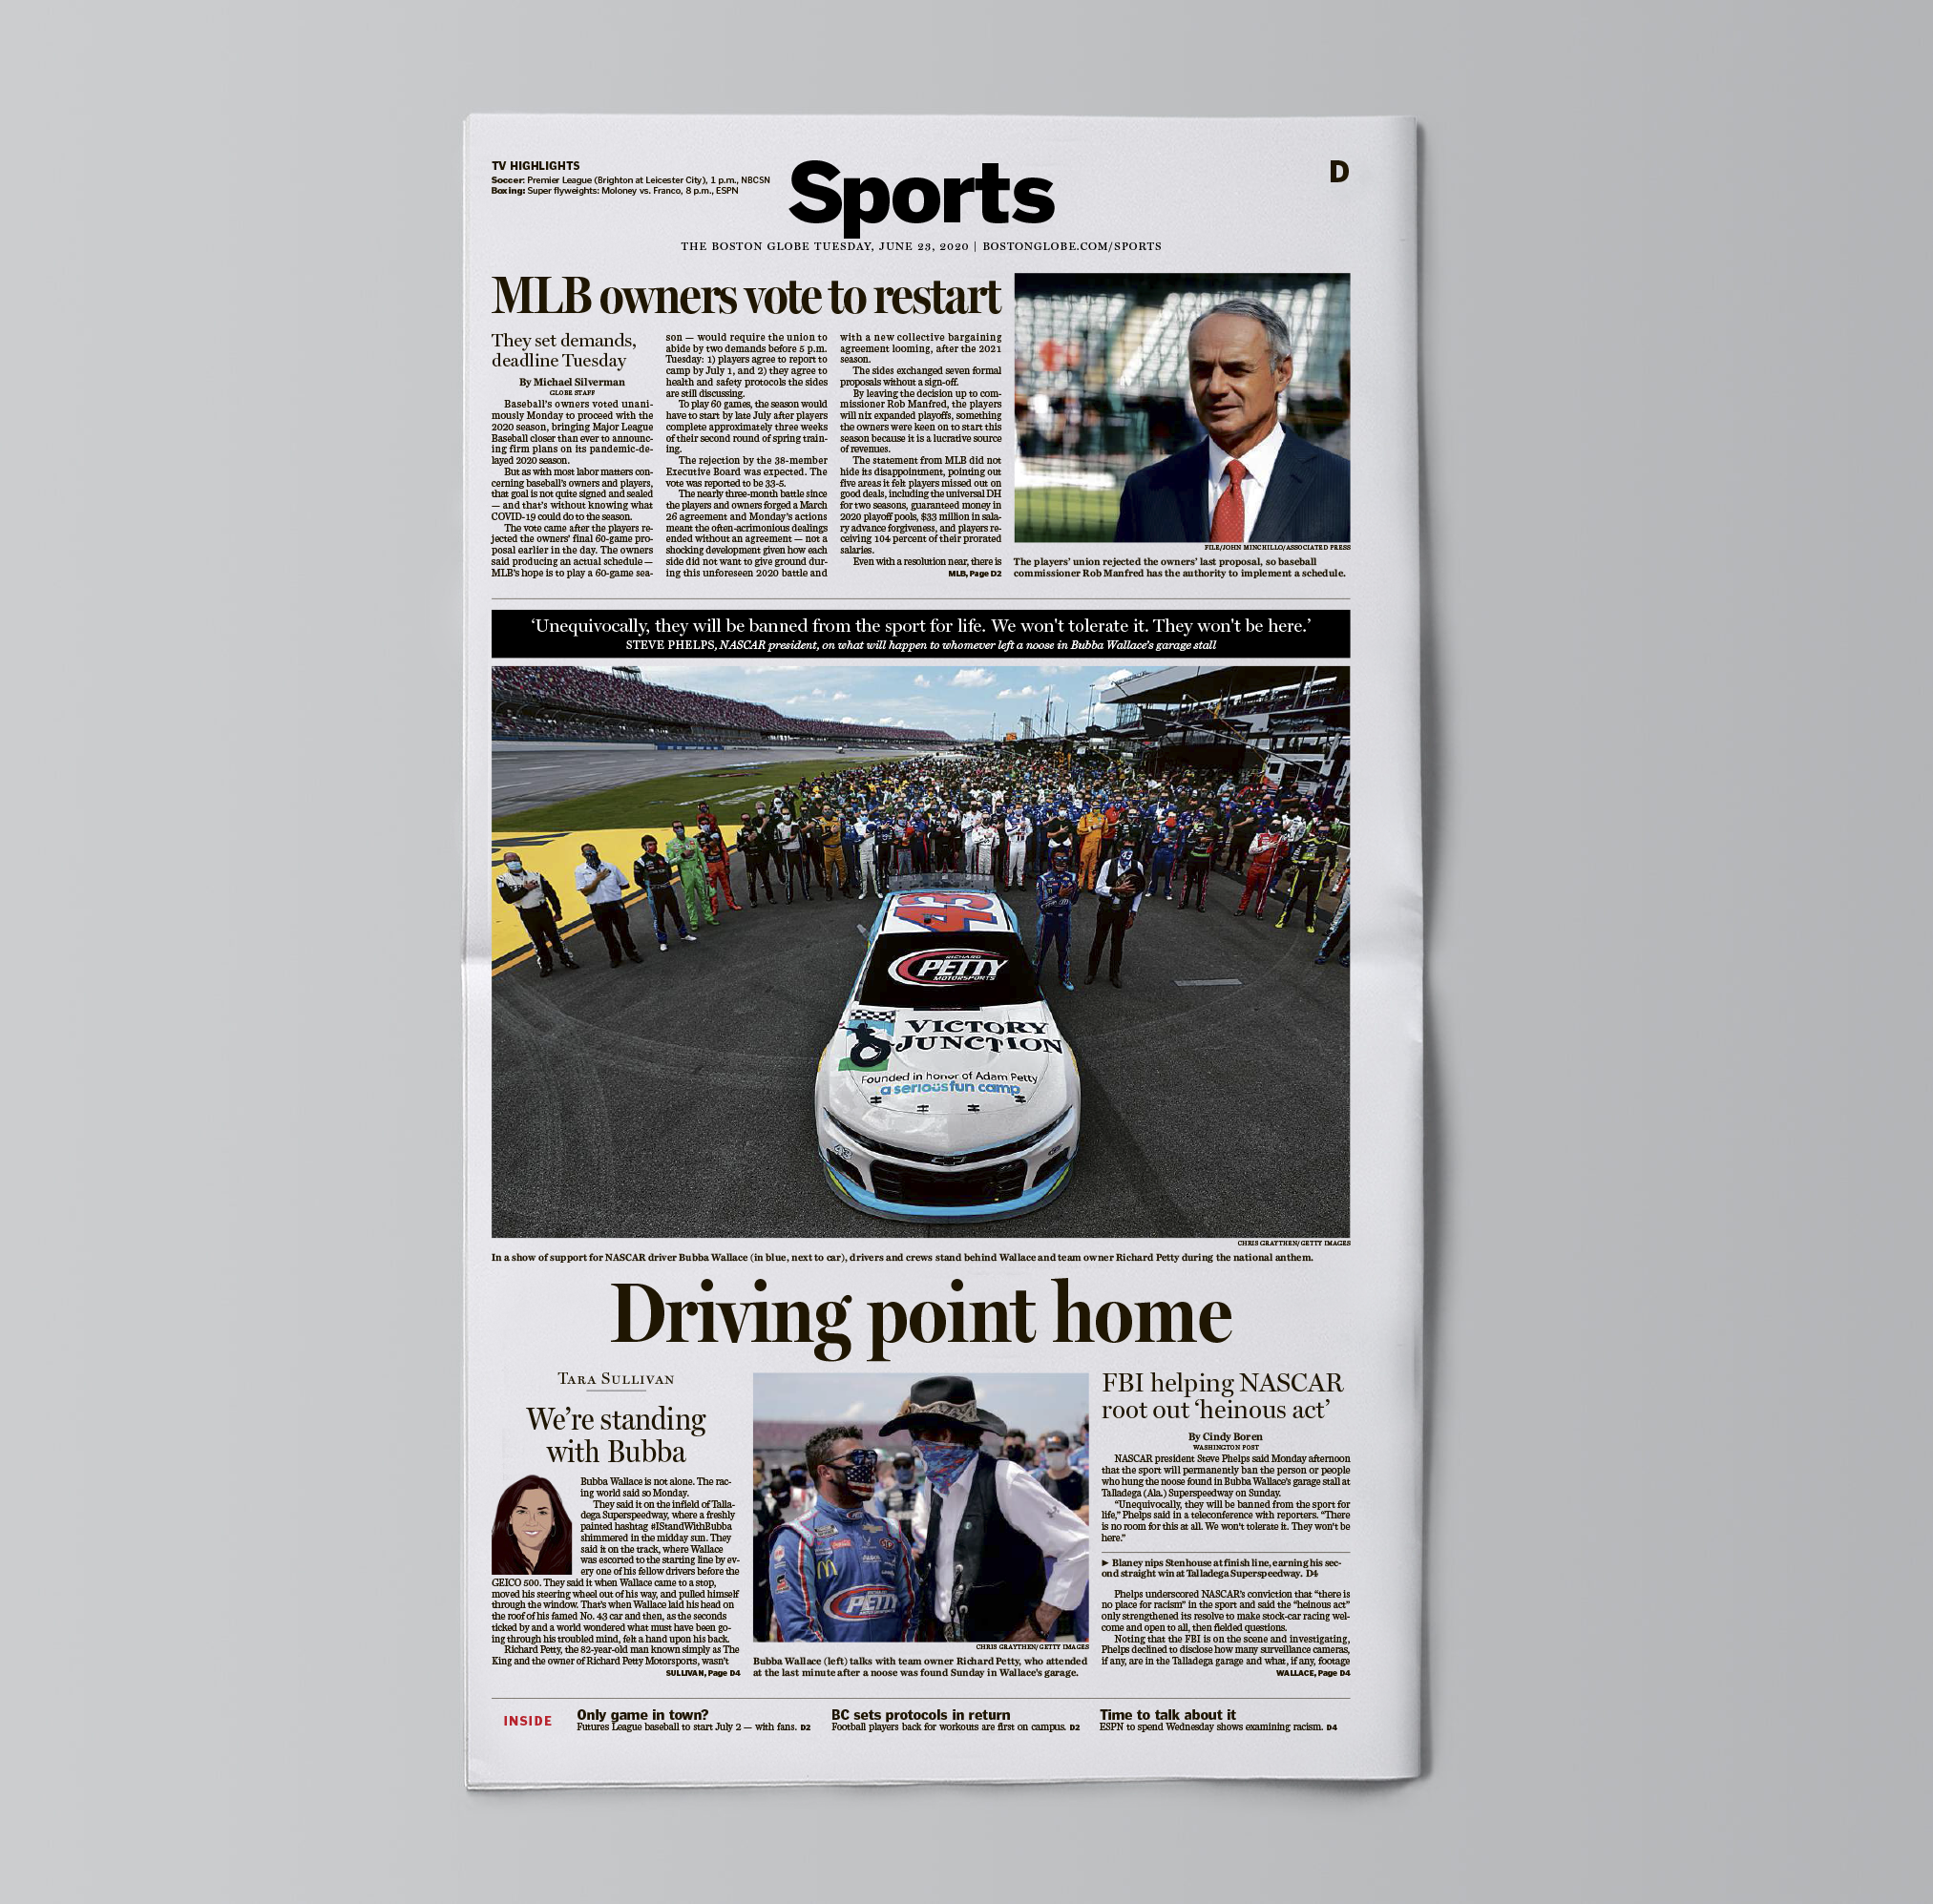 TV HIGHLIGHTS
Soccer: Premier League (Brighton at Leicester City), 1 p.m., NBCSN
Boxing: Super flyweights: Moloney vs. Franco, 8 p.m., ESPN
Sports
D
THE BOSTON GLOBE TUESDAY, JUNE 23, 2020 | BOSTONGLOBE.COM/SPORTS
MLB owners vote to restart
They set demands,
deadline Tuesday
By Michael Silverman
GLOBE STAFF
Baseball's owners voted unani-
mously Monday to proceed with the
2020 season, bringing Major League
Baseball closer than ever to announc-
ing firm plans on its pandemic-de-
layed 2020 season.
But as with most labor matters con-
cerning baseball's owners and players,
that goal is not quite signed and sealed
— and that's without knowing what
COVID-19 could do to the season.
The vote came after the players re-
jected the owners' final 60-game pro-
posal earlier in the day. The owners
said producing an actual schedule —
MLB's hope is to play a 60-game sea-
son — would require the union to
abide by two demands before 5 p.m.
Tuesday: 1) players agree to report to
camp by July 1, and 2) they agree to
health and safety protocols the sides
are still discussing.
To play 60 games, the season would
have to start by late July after players
complete approximately three weeks
of their second round of spring train-
ing.
The rejection by the 38-member
Executive Board was expected. The
vote was reported to be 33-5.
The nearly three-month battle since
the players and owners forged a March
26 agreement and Monday's actions
meant the often-acrimonious dealings
ended without an agreement — not a
shocking development given how each
side did not want to give ground dur-
ing this unforeseen 2020 battle and
with a new collective bargaining
agreement looming, after the 2021
season.
The sides exchanged seven formal
proposals without a sign-off.
By leaving the decision up to com-
missioner Rob Manfred, the players
will nix expanded playoffs, something
the owners were keen on to start this
season because it is a lucrative source
of revenues.
The statement from MLB did not
hide its disappointment, pointing out
five areas it felt players missed out on
good deals, including the universal DH
for two seasons, guaranteed money in
2020 playoff pools, $33 million in sala-
ry advance forgiveness, and players re-
ceiving 104 percent of their prorated
salaries.
Even with a resolution near, there is
MLB, Page D2
FILE/JOHN MINCHILLO/ASSOCIATED PRESS
The players' union rejected the owners' last proposal, so baseball
commissioner Rob Manfred has the authority to implement a schedule.
'Unequivocally, they will be banned from the sport for life. We won't tolerate it. They won't be here.'
STEVE PHELPS, NASCAR president, on what will happen to whomever left a noose in Bubba Wallace's garage stall
43
RICHARD
PETTY
MOTORSPORTS
VICTORY
JUNCTION
Founded in honor of Adam Petty
a serious fun camp
43
CHRIS GRAYTHEN/GETTY IMAGES
In a show of support for NASCAR driver Bubba Wallace (in blue, next to car), drivers and crews stand behind Wallace and team owner Richard Petty during the national anthem.
Driving point home
TARA SULLIVAN
We're standing
with Bubba
Bubba Wallace is not alone. The rac-
ing world said so Monday.
They said it on the infield of Talla-
dega Superspeedway, where a freshly
painted hashtag #IStandWithBubba
shimmered in the midday sun. They
said it on the track, where Wallace
was escorted to the starting line by ev-
ery one of his fellow drivers before the
GEICO 500. They said it when Wallace came to a stop,
moved his steering wheel out of his way, and pulled himself
through the window. That's when Wallace laid his head on
the roof of his famed No. 43 car and then, as the seconds
ticked by and a world wondered what must have been go-
ing through his troubled mind, felt a hand upon his back.
Richard Petty, the 82-year-old man known simply as The
King and the owner of Richard Petty Motorsports, wasn't
SULLIVAN, Page D4
RICHARD
PETTY
CHRIS GRAYTHEN/GETTY IMAGES
Bubba Wallace (left) talks with team owner Richard Petty, who attended
at the last minute after a noose was found Sunday in Wallace's garage.
FBI helping NASCAR
root out 'heinous act'
By Cindy Boren
WASHINGTON POST
NASCAR president Steve Phelps said Monday afternoon
that the sport will permanently ban the person or people
who hung the noose found in Bubba Wallace's garage stall at
Talladega (Ala.) Superspeedway on Sunday.
"Unequivocally, they will be banned from the sport for
life," Phelps said in a teleconference with reporters. "There
is no room for this at all. We won't tolerate it. They won't be
here."
▶ Blaney nips Stenhouse at finish line, earning his sec-
ond straight win at Talladega Superspeedway. D4
Phelps underscored NASCAR's conviction that "there is
no place for racism" in the sport and said the "heinous act"
only strengthened its resolve to make stock-car racing wel-
come and open to all, then fielded questions.
Noting that the FBI is on the scene and investigating,
Phelps declined to disclose how many surveillance cameras,
if any, are in the Talladega garage and what, if any, footage
WALLACE, Page D4
INSIDE
Only game in town?
Futures League baseball to start July 2 — with fans. D2
BC sets protocols in return
Football players back for workouts are first on campus. D2
Time to talk about it
ESPN to spend Wednesday shows examining racism. D4